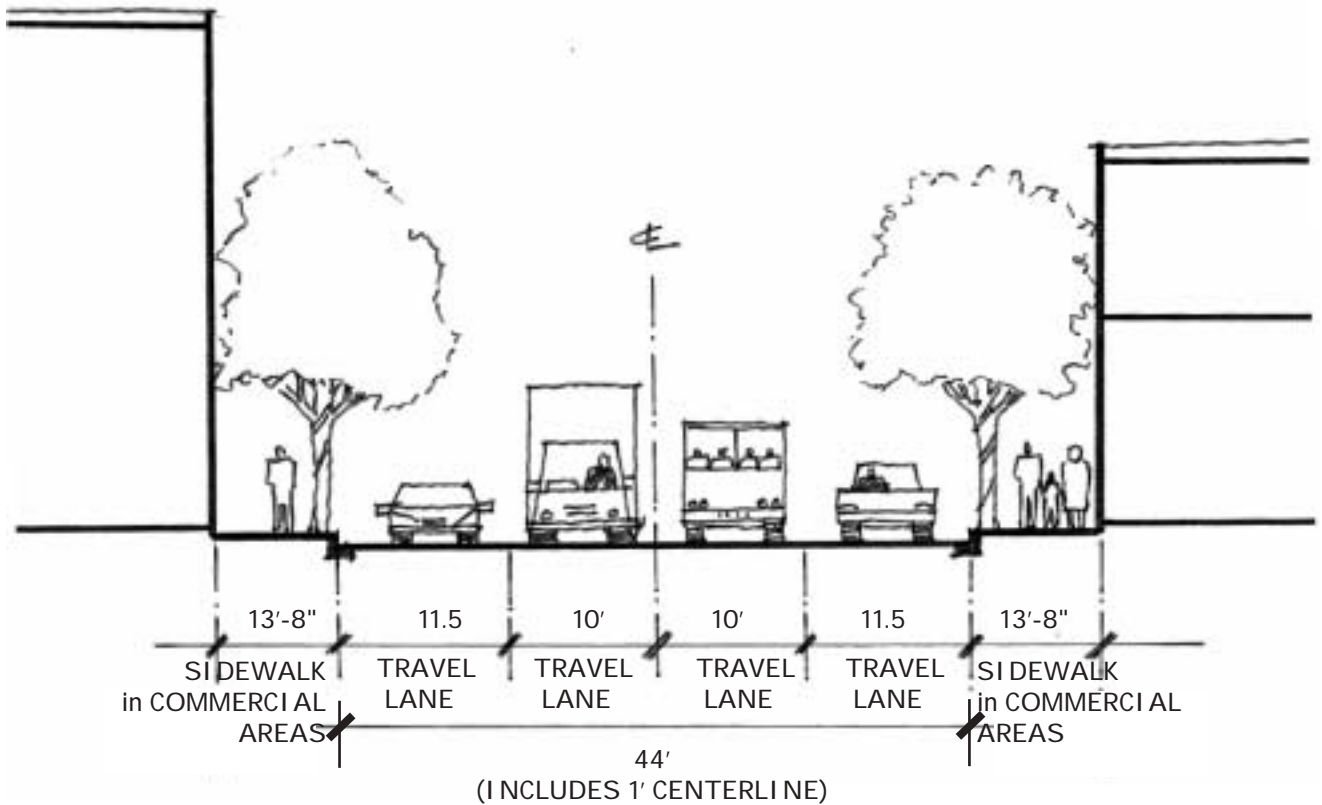 ℄
13'-8" 11.5 10' 10' 11.5 13'-8"
SIDEWALK
in COMMERCIAL
AREAS
TRAVEL
LANE
TRAVEL
LANE
TRAVEL
LANE
TRAVEL
LANE
SIDEWALK
in COMMERCIAL
AREAS
44'
(INCLUDES 1' CENTERLINE)